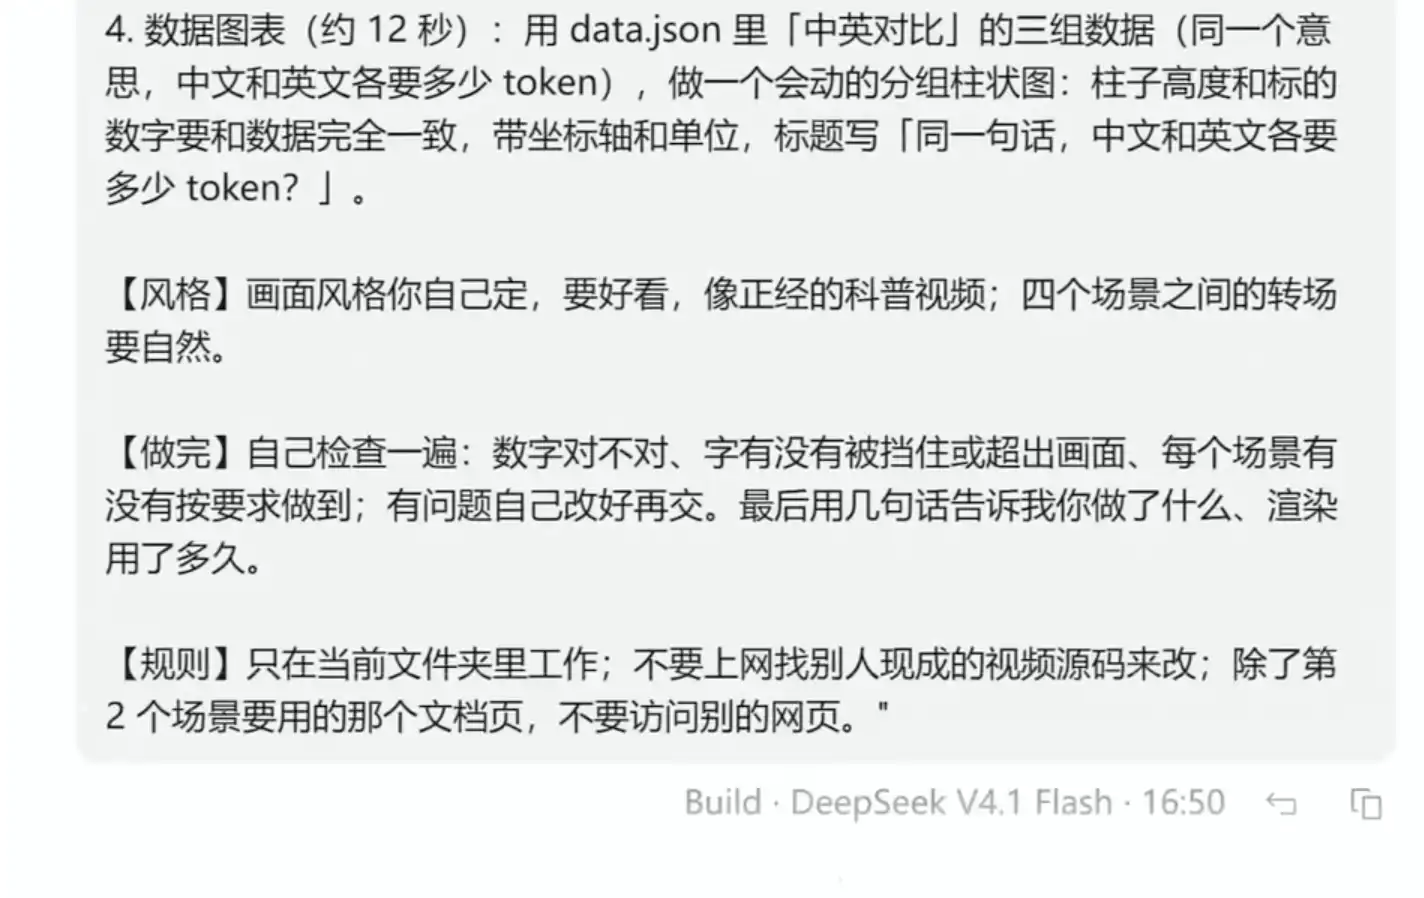 4. 数据图表（约 12 秒）：用 data.json 里「中英对比」的三组数据（同一个意
思，中文和英文各要多少 token），做一个会动的分组柱状图：柱子高度和标的
数字要和数据完全一致，带坐标轴和单位，标题写「同一句话，中文和英文各要
多少 token？」。
【风格】画面风格你自己定，要好看，像正经的科普视频；四个场景之间的转场
要自然。
【做完】自己检查一遍：数字对不对、字有没有被挡住或超出画面、每个场景有
没有按要求做到；有问题自己改好再交。最后用几句话告诉我你做了什么、渲染
用了多久。
【规则】只在当前文件夹里工作；不要上网找别人现成的视频源码来改；除了第
2 个场景要用的那个文档页，不要访问别的网页。"
Build · DeepSeek V4.1 Flash · 16:50